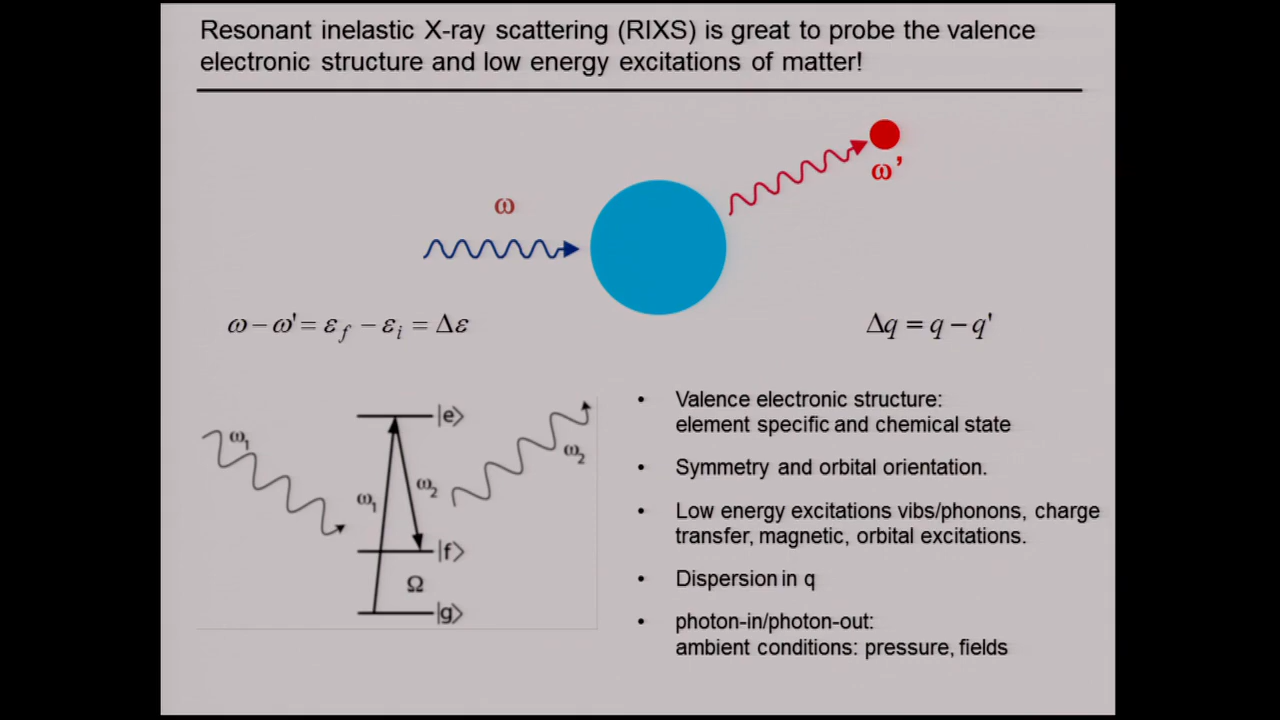 Resonant inelastic X-ray scattering (RIXS) is great to probe the valence
electronic structure and low energy excitations of matter!
ω
ω’
ω − ω' = ε_f − ε_i = Δε
Δq = q − q'
ω₁
|e⟩
ω₂
ω₁
ω₂
|f⟩
Ω
|g⟩
• Valence electronic structure:
element specific and chemical state
• Symmetry and orbital orientation.
• Low energy excitations vibs/phonons, charge
transfer, magnetic, orbital excitations.
• Dispersion in q
• photon-in/photon-out:
ambient conditions: pressure, fields